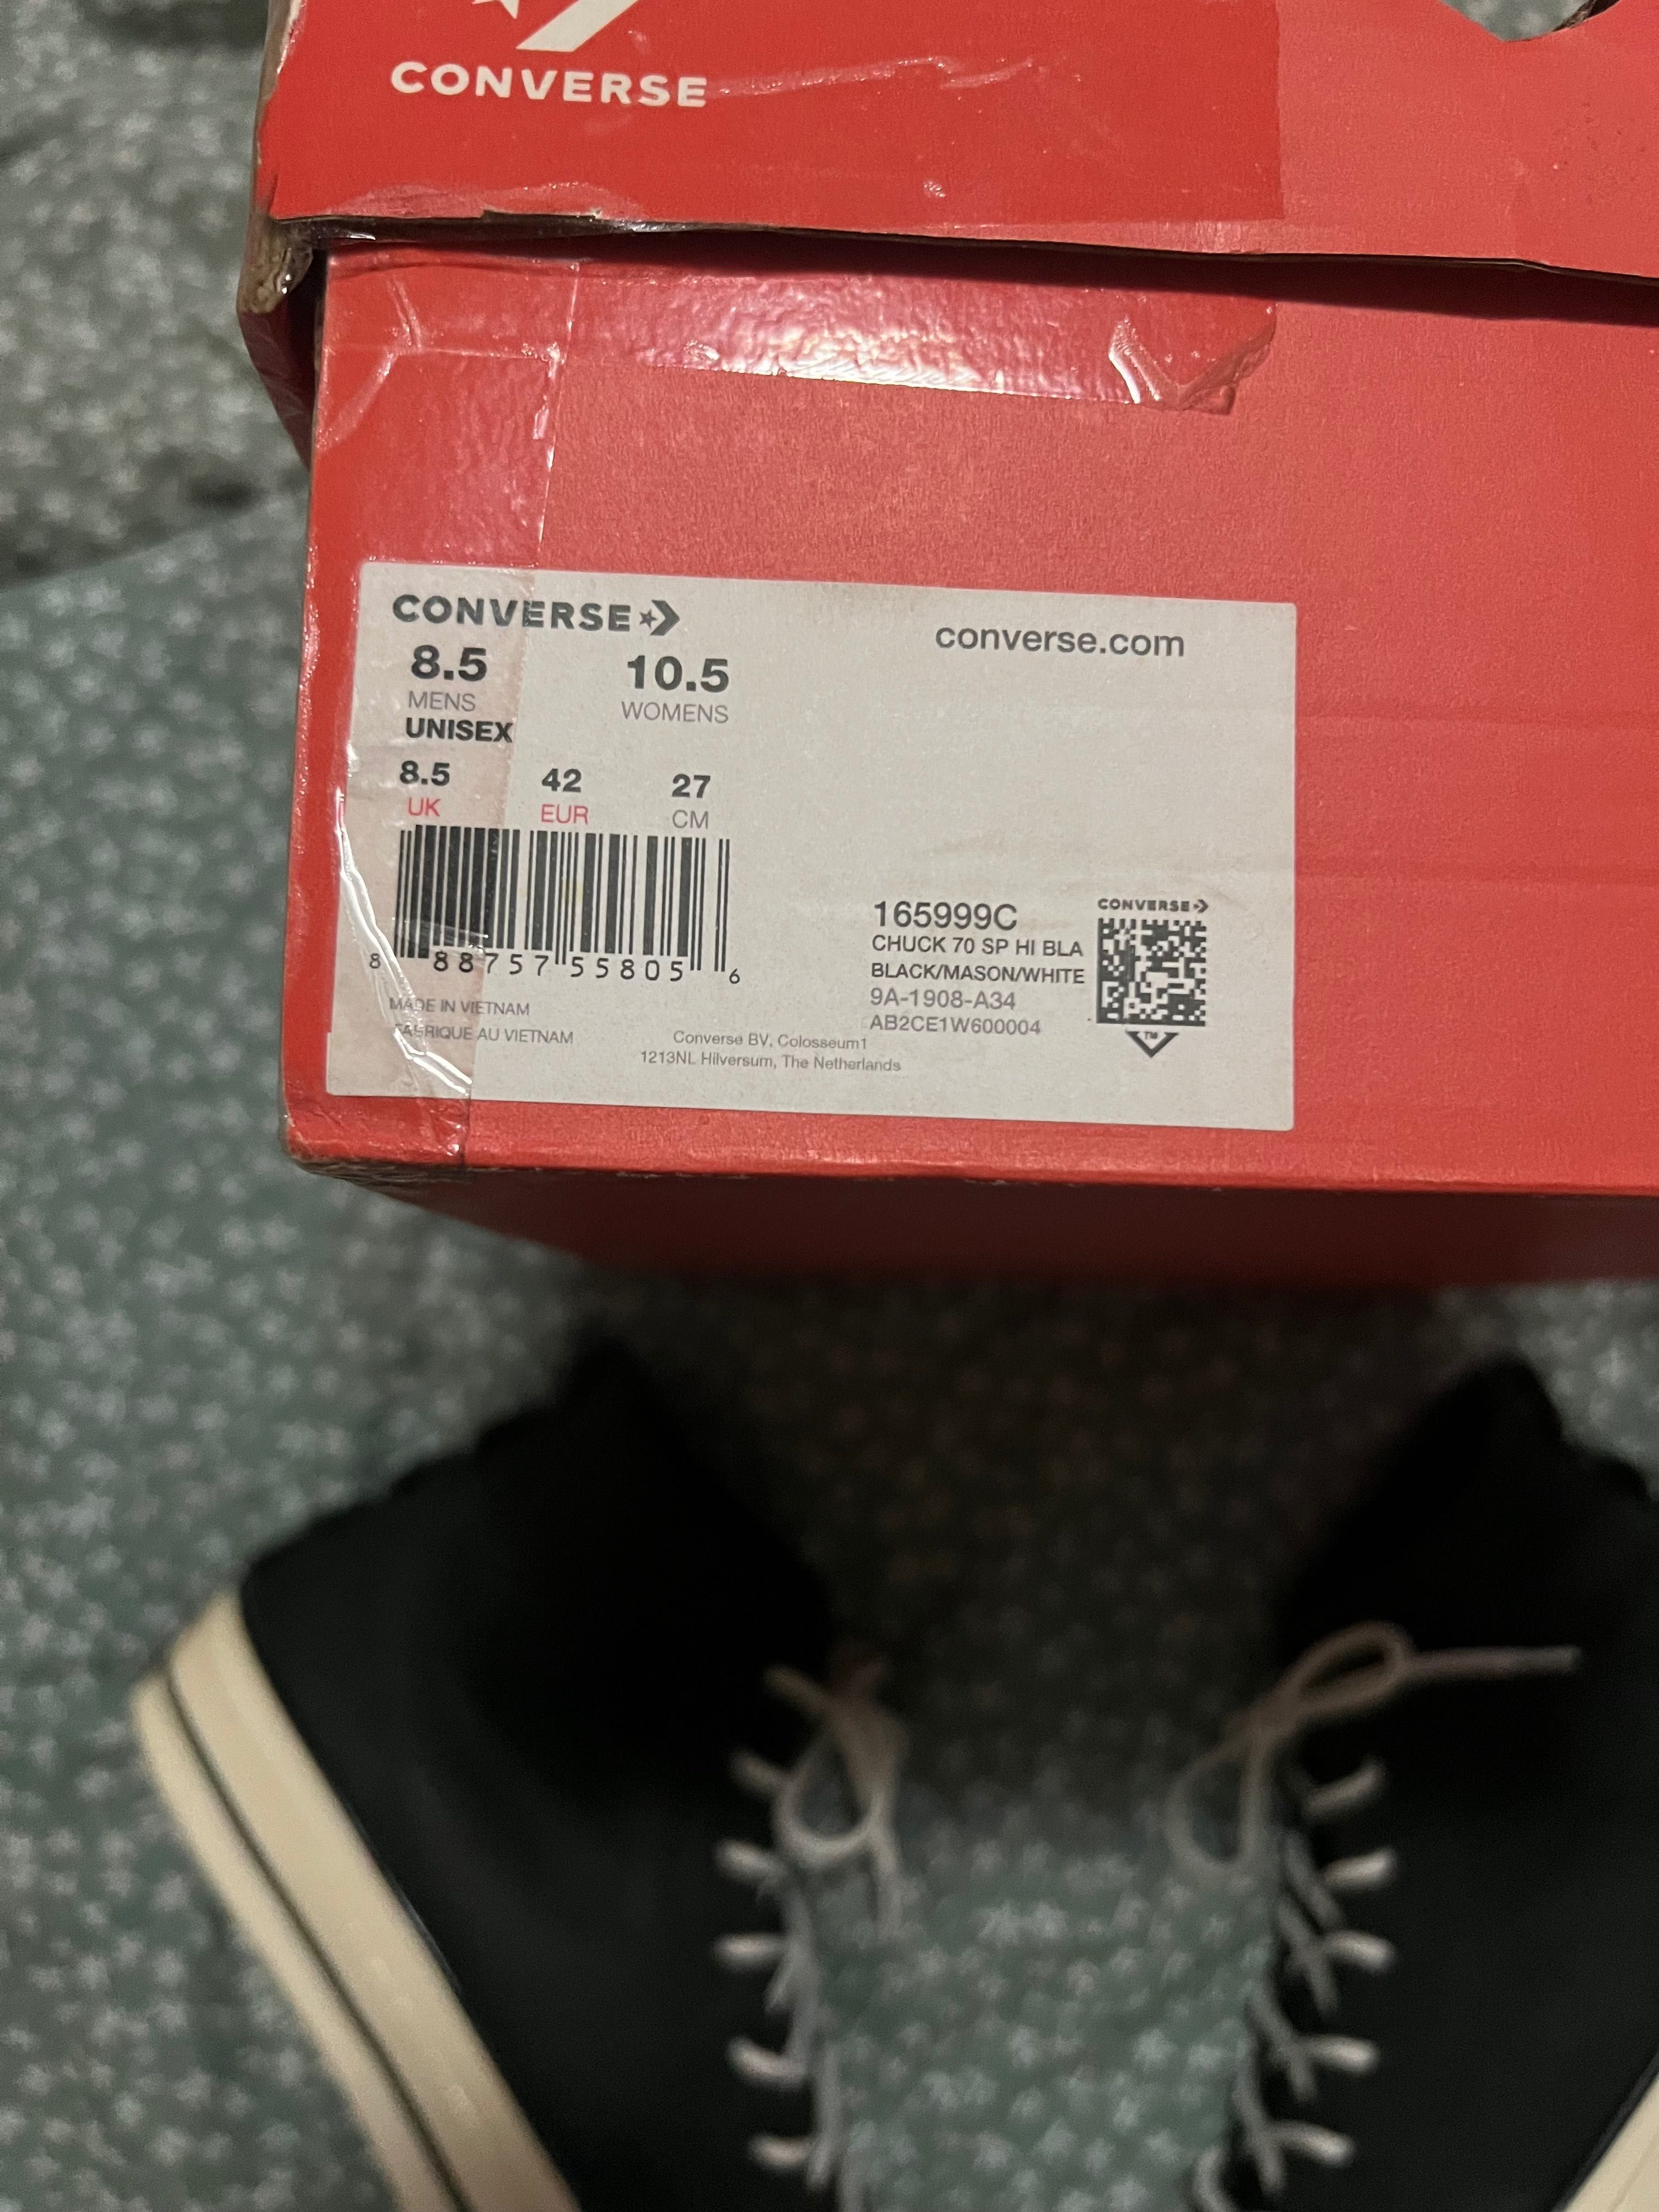 CONVERSE
CONVERSE
converse.com
8.5 10.5
MENS WOMENS
UNISEX
8.5 42 27
UK EUR CM
8 88757 55805 6
MADE IN VIETNAM
FABRIQUE AU VIETNAM
Converse BV, Colosseum1
1213NL Hilversum, The Netherlands
165999C
CHUCK 70 SP HI BLA
BLACK/MASON/WHITE
9A-1908-A34
AB2CE1W600004
CONVERSE
TM